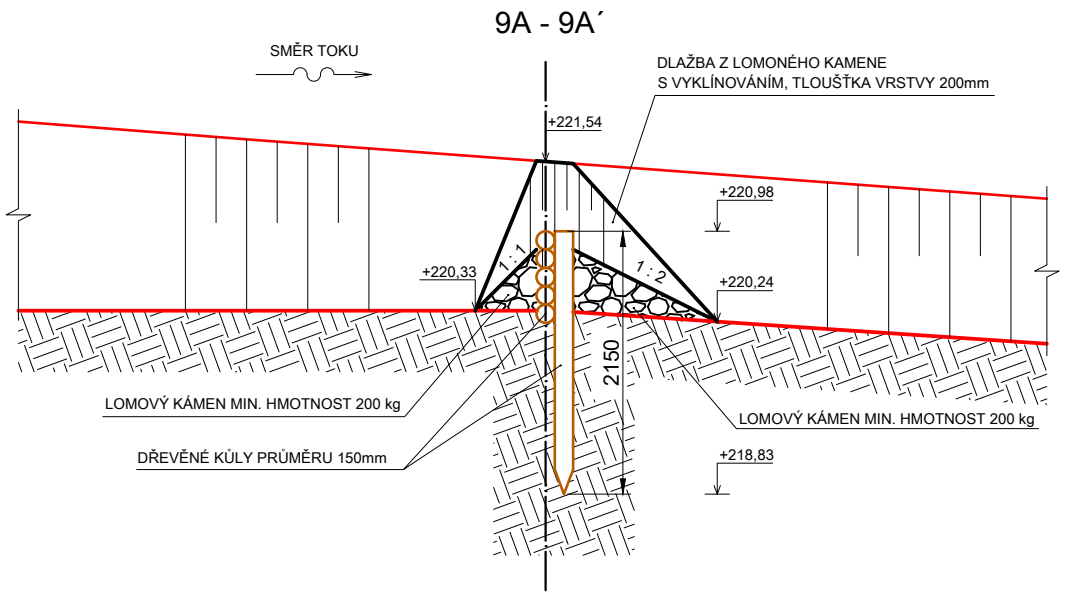 9A - 9A´
SMĚR TOKU
DLAŽBA Z LOMONÉHO KAMENE
S VYKLÍNOVÁNÍM, TLOUŠŤKA VRSTVY 200mm
+221,54
+220,98
1 : 1
1 : 2
+220,33
+220,24
2150
LOMOVÝ KÁMEN MIN. HMOTNOST 200 kg
LOMOVÝ KÁMEN MIN. HMOTNOST 200 kg
DŘEVĚNÉ KŮLY PRŮMĚRU 150mm
+218,83